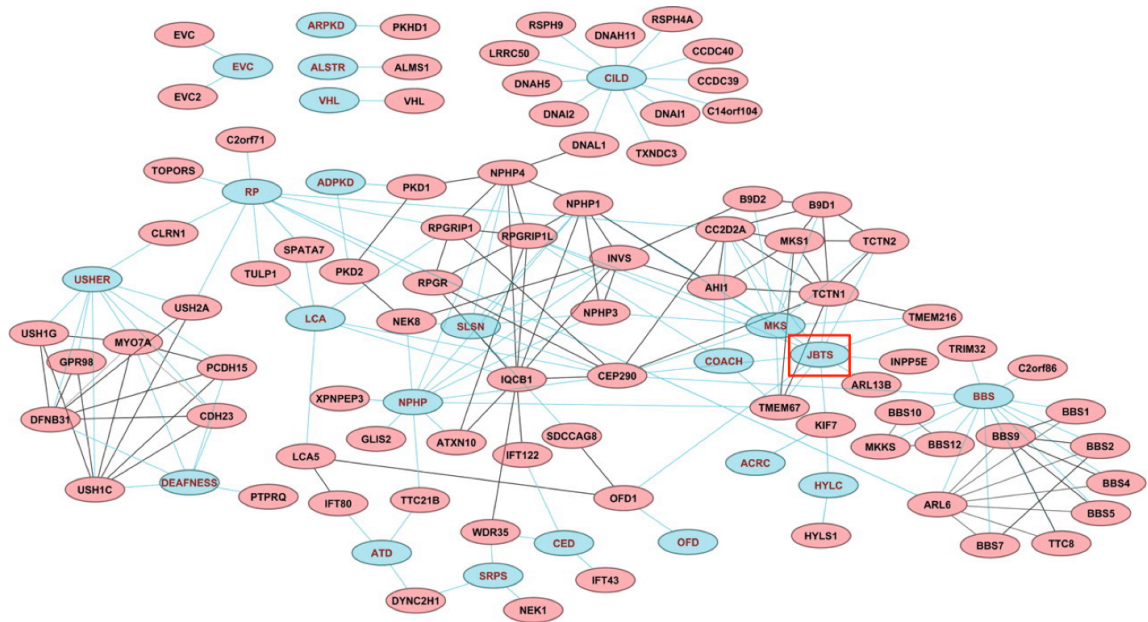 EVC
ARPKD
PKHD1
RSPH9
DNAH11
RSPH4A
EVC
ALSTR
ALMS1
LRRC50
CCDC40
CILD
CCDC39
EVC2
VHL
VHL
DNAH5
DNAI2
DNAI1
C14orf104
C2orf71
DNAL1
TXNDC3
TOPORS
RP
ADPKD
PKD1
NPHP4
B9D2
B9D1
NPHP1
CLRN1
SPATA7
RPGRIP1
RPGRIP1L
CC2D2A
MKS1
TCTN2
TULP1
PKD2
INVS
USHER
RPGR
AHI1
TCTN1
USH2A
LCA
NEK8
SLSN
NPHP3
MKS
TMEM216
USH1G
MYO7A
GPR98
PCDH15
COACH
JBTS
INPP5E
TRIM32
IQCB1
CEP290
ARL13B
C2orf86
DFNB31
CDH23
XPNPEP3
NPHP
TMEM67
BBS
GLIS2
ATXN10
SDCCAG8
KIF7
BBS10
BBS9
BBS1
MKKS
BBS12
BBS2
LCA5
IFT122
ACRC
USH1C
DEAFNESS
PTPRQ
IFT80
TTC21B
OFD1
HYLC
ARL6
BBS4
BBS5
WDR35
CED
OFD
HYLS1
BBS7
TTC8
ATD
SRPS
IFT43
DYNC2H1
NEK1